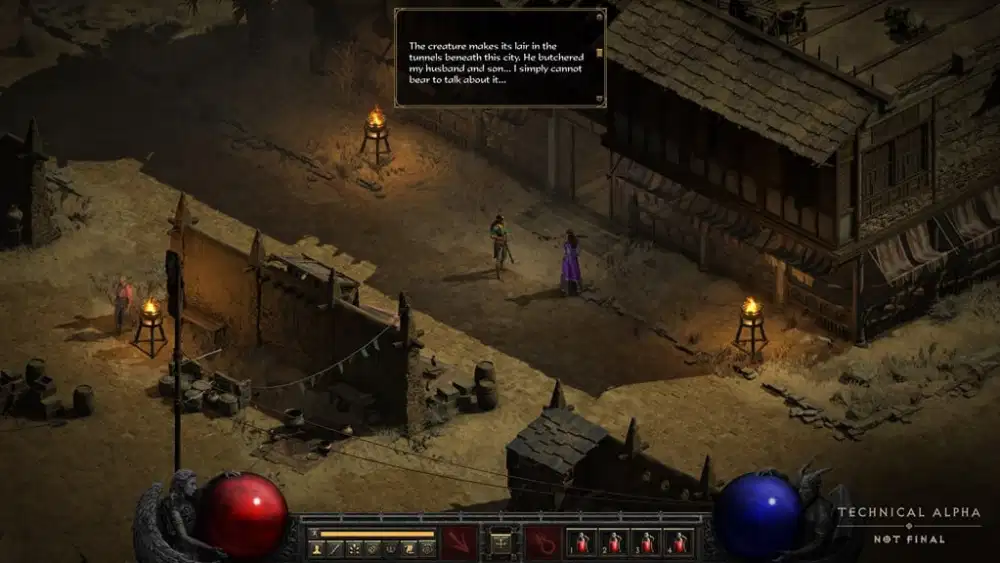 The creature makes its lair in the
tunnels beneath this city. He butchered
my husband and son... I simply cannot
bear to talk about it...
1 2 3 4
TECHNICAL ALPHA
NOT FINAL